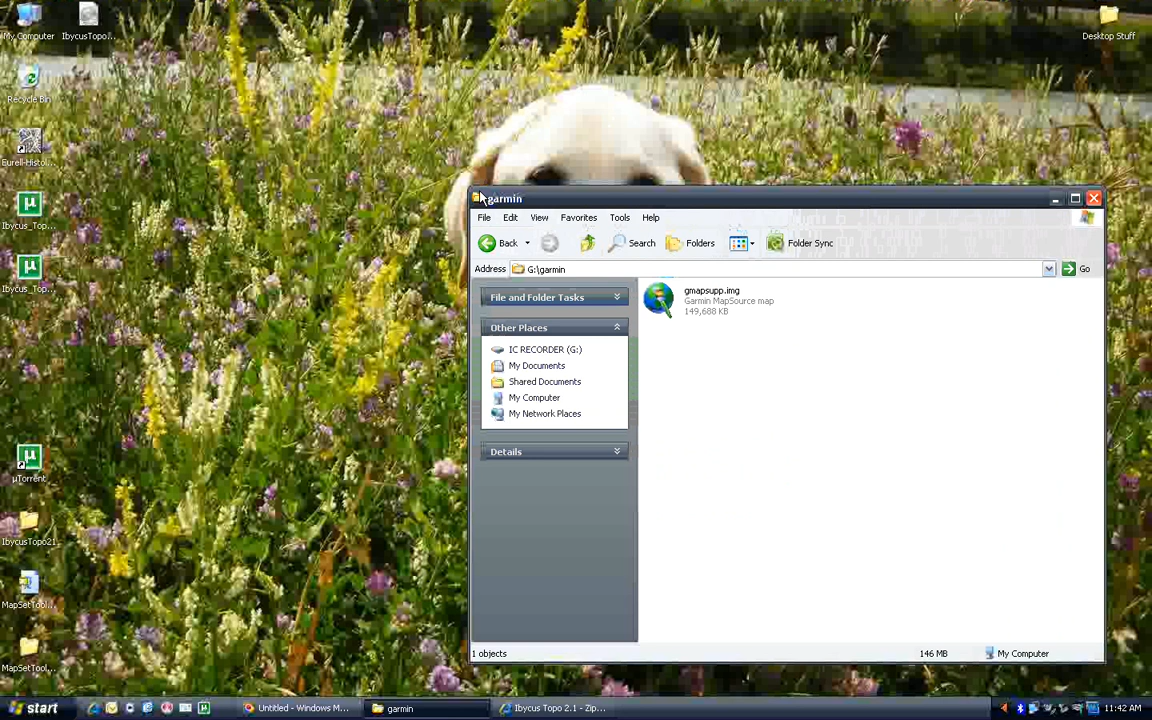 My Computer
IbycusTopo...
Desktop Stuff
Recycle Bin
Eurell-Histo...
Ibycus_Top...
Ibycus_Top...
µTorrent
IbycusTopo21...
MapSetTool...
MapSetTool...
garmin
File Edit View Favorites Tools Help
Back Search Folders Folder Sync
Address G:\garmin Go
File and Folder Tasks
Other Places
IC RECORDER (G:)
My Documents
Shared Documents
My Computer
My Network Places
Details
gmapsupp.img
Garmin MapSource map
149,688 KB
1 objects 146 MB My Computer
start Untitled - Windows M... garmin Ibycus Topo 2.1 - Zip... 11:42 AM